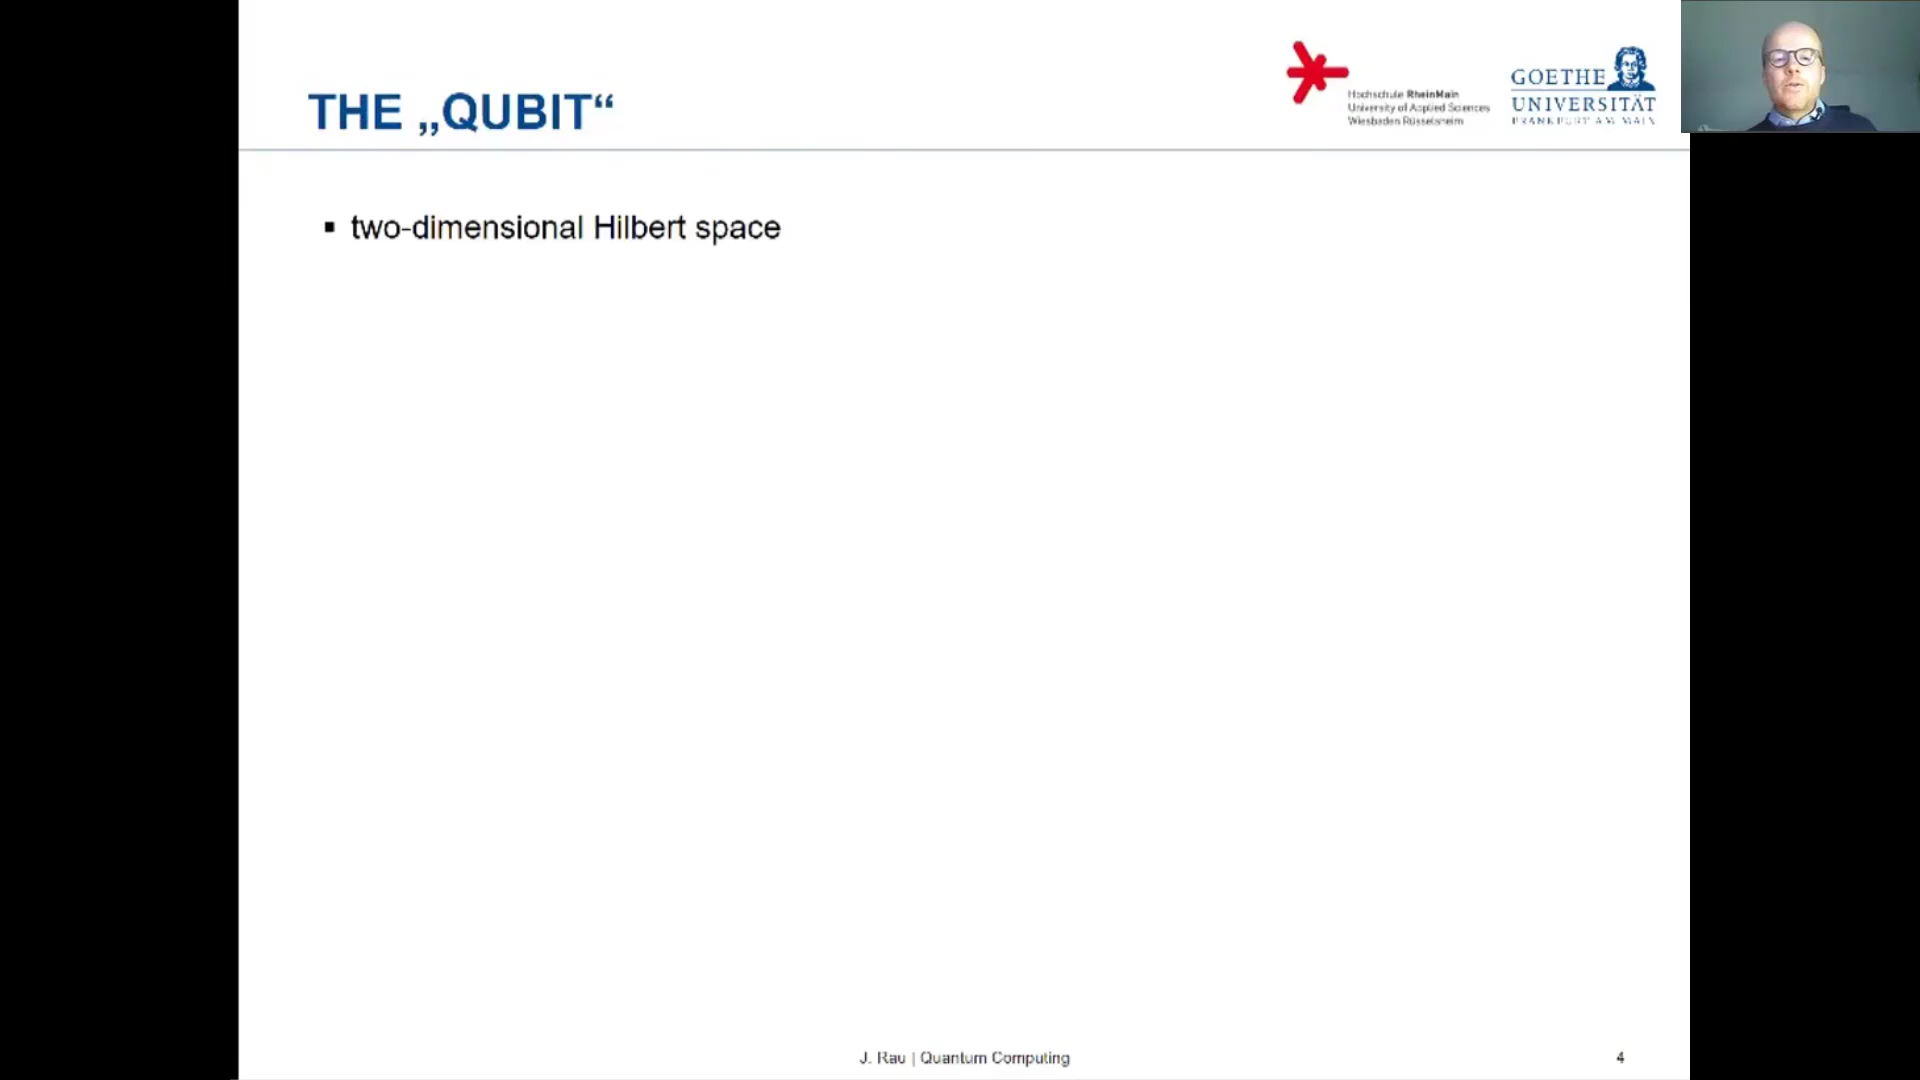 THE „QUBIT“
Hochschule RheinMain
University of Applied Sciences
Wiesbaden Rüsselsheim
GOETHE
UNIVERSITÄT
FRANKFURT AM MAIN
▪ two-dimensional Hilbert space
J. Rau | Quantum Computing
4